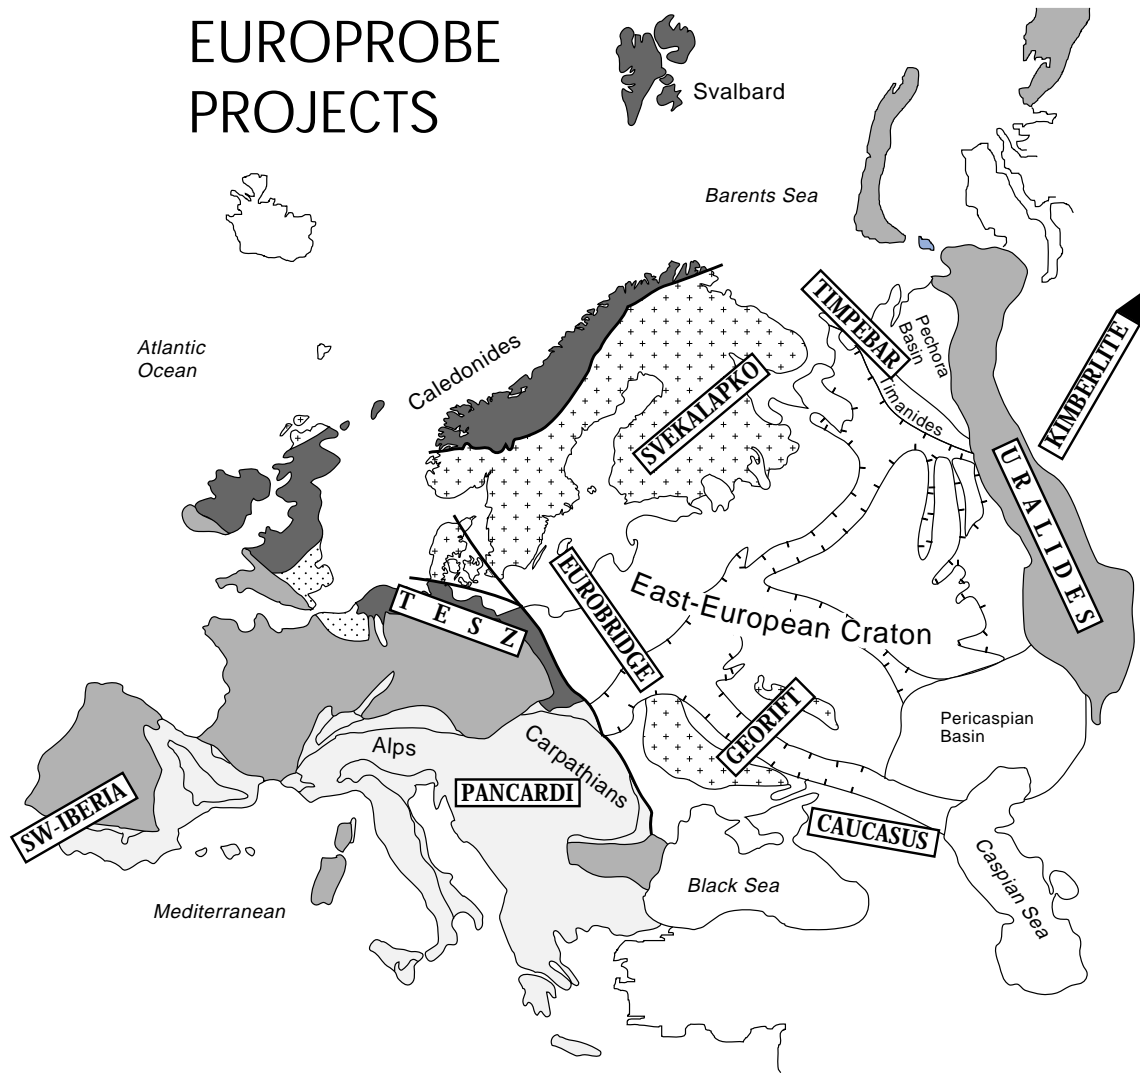 EUROPROBE
PROJECTS
Svalbard
Barents Sea
Atlantic
Ocean
Caledonides
TIMPEBAR
Pechora
Basin
Timanides
KIMBERLITE
SVEKALAPKO
URALIDES
TESZ
EUROBRIDGE
East-European Craton
GEORIFT
Pericaspian
Basin
Alps
Carpathians
PANCARDI
SW-IBERIA
CAUCASUS
Caspian Sea
Black Sea
Mediterranean